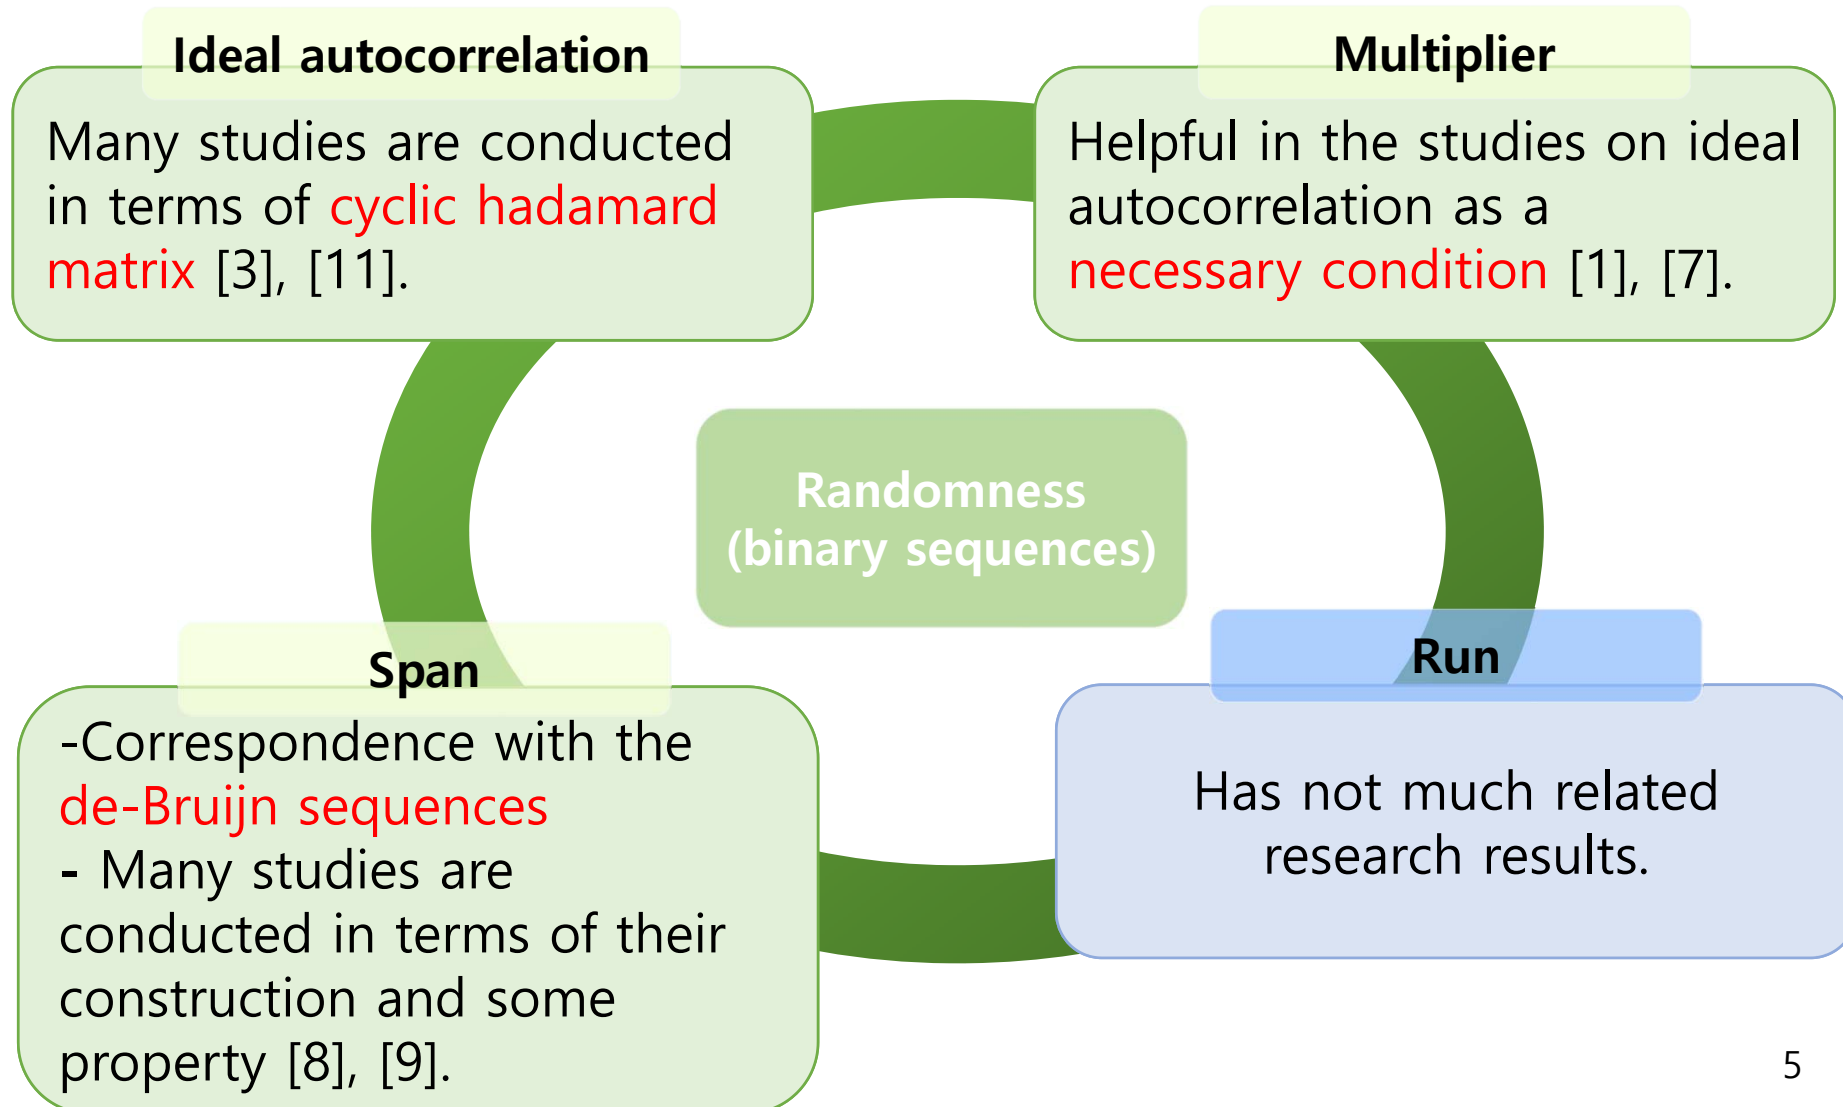 Ideal autocorrelation
Many studies are conducted
in terms of cyclic hadamard
matrix [3], [11].
Multiplier
Helpful in the studies on ideal
autocorrelation as a
necessary condition [1], [7].
Randomness
(binary sequences)
Span
-Correspondence with the
de-Bruijn sequences
- Many studies are
conducted in terms of their
construction and some
property [8], [9].
Run
Has not much related
research results.
5